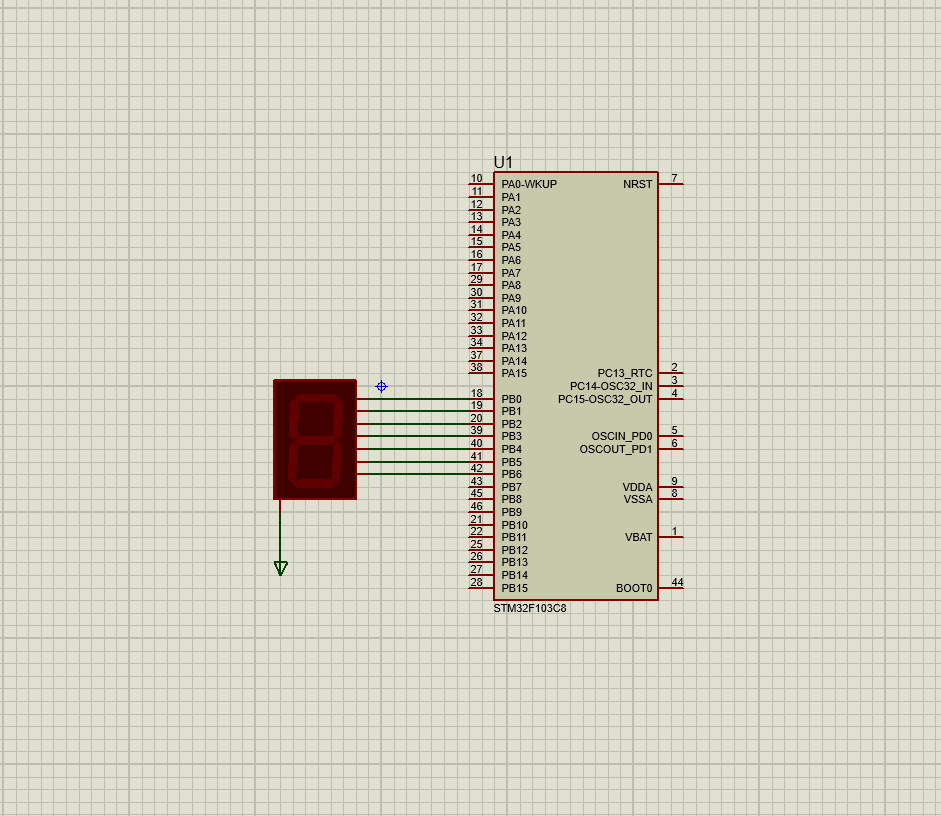 U1
10 PA0-WKUP NRST 7
11 PA1
12 PA2
13 PA3
14 PA4
15 PA5
16 PA6
17 PA7
29 PA8
30 PA9
31 PA10
32 PA11
33 PA12
34 PA13
37 PA14
38 PA15 PC13_RTC 2
PC14-OSC32_IN 3
18 PB0 PC15-OSC32_OUT 4
19 PB1
20 PB2
39 PB3 OSCIN_PD0 5
40 PB4 OSCOUT_PD1 6
41 PB5
42 PB6
43 PB7 VDDA 9
45 PB8 VSSA 8
46 PB9
21 PB10
22 PB11 VBAT 1
25 PB12
26 PB13
27 PB14
28 PB15 BOOT0 44
STM32F103C8